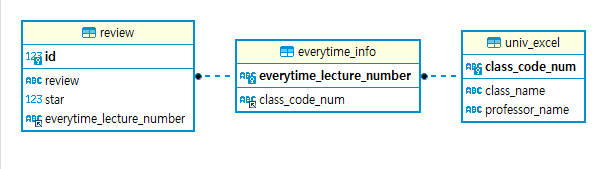 review
123 id
ABC review
123 star
ABC everytime_lecture_number
everytime_info
ABC everytime_lecture_number
ABC class_code_num
univ_excel
ABC class_code_num
ABC class_name
ABC professor_name